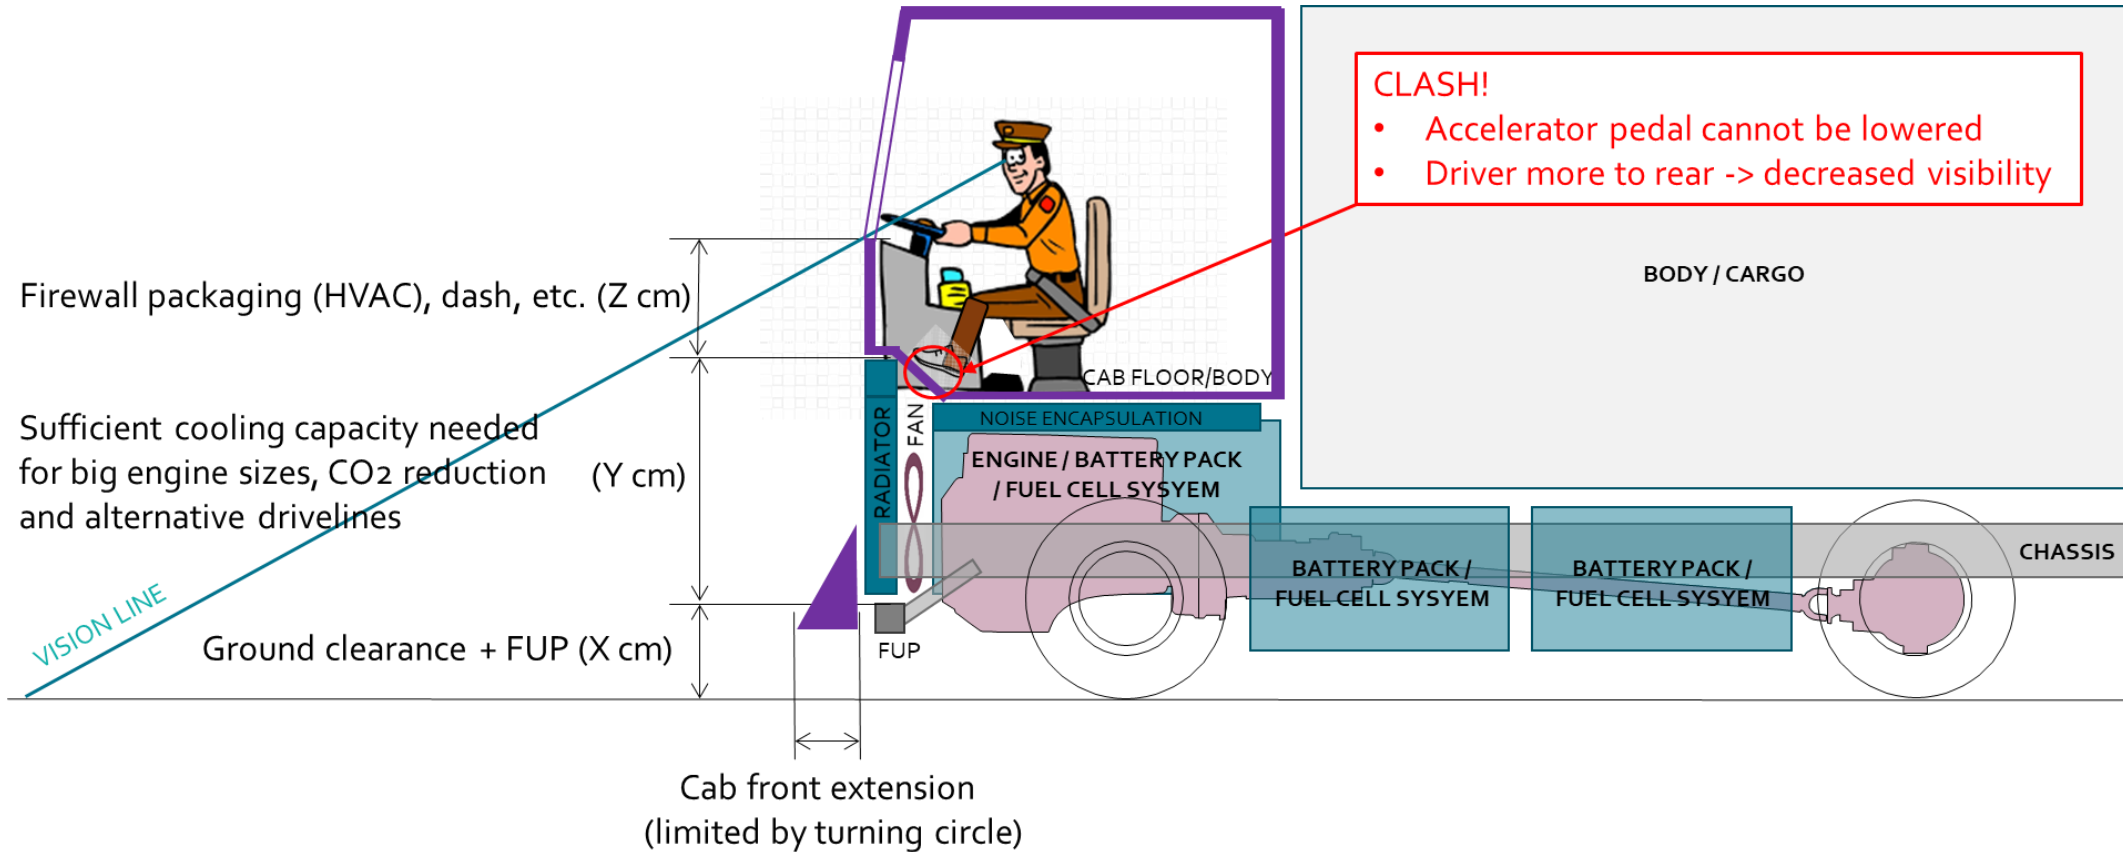 CLASH!
• Accelerator pedal cannot be lowered
• Driver more to rear -> decreased visibility
BODY / CARGO
Firewall packaging (HVAC), dash, etc. (Z cm)
CAB FLOOR/BODY
RADIATOR
FAN
NOISE ENCAPSULATION
Sufficient cooling capacity needed
for big engine sizes, CO2 reduction
and alternative drivelines
(Y cm)
ENGINE / BATTERY PACK
/ FUEL CELL SYSYEM
CHASSIS
BATTERY PACK /
FUEL CELL SYSYEM
BATTERY PACK /
FUEL CELL SYSYEM
VISION LINE
Ground clearance + FUP (X cm)
FUP
Cab front extension
(limited by turning circle)